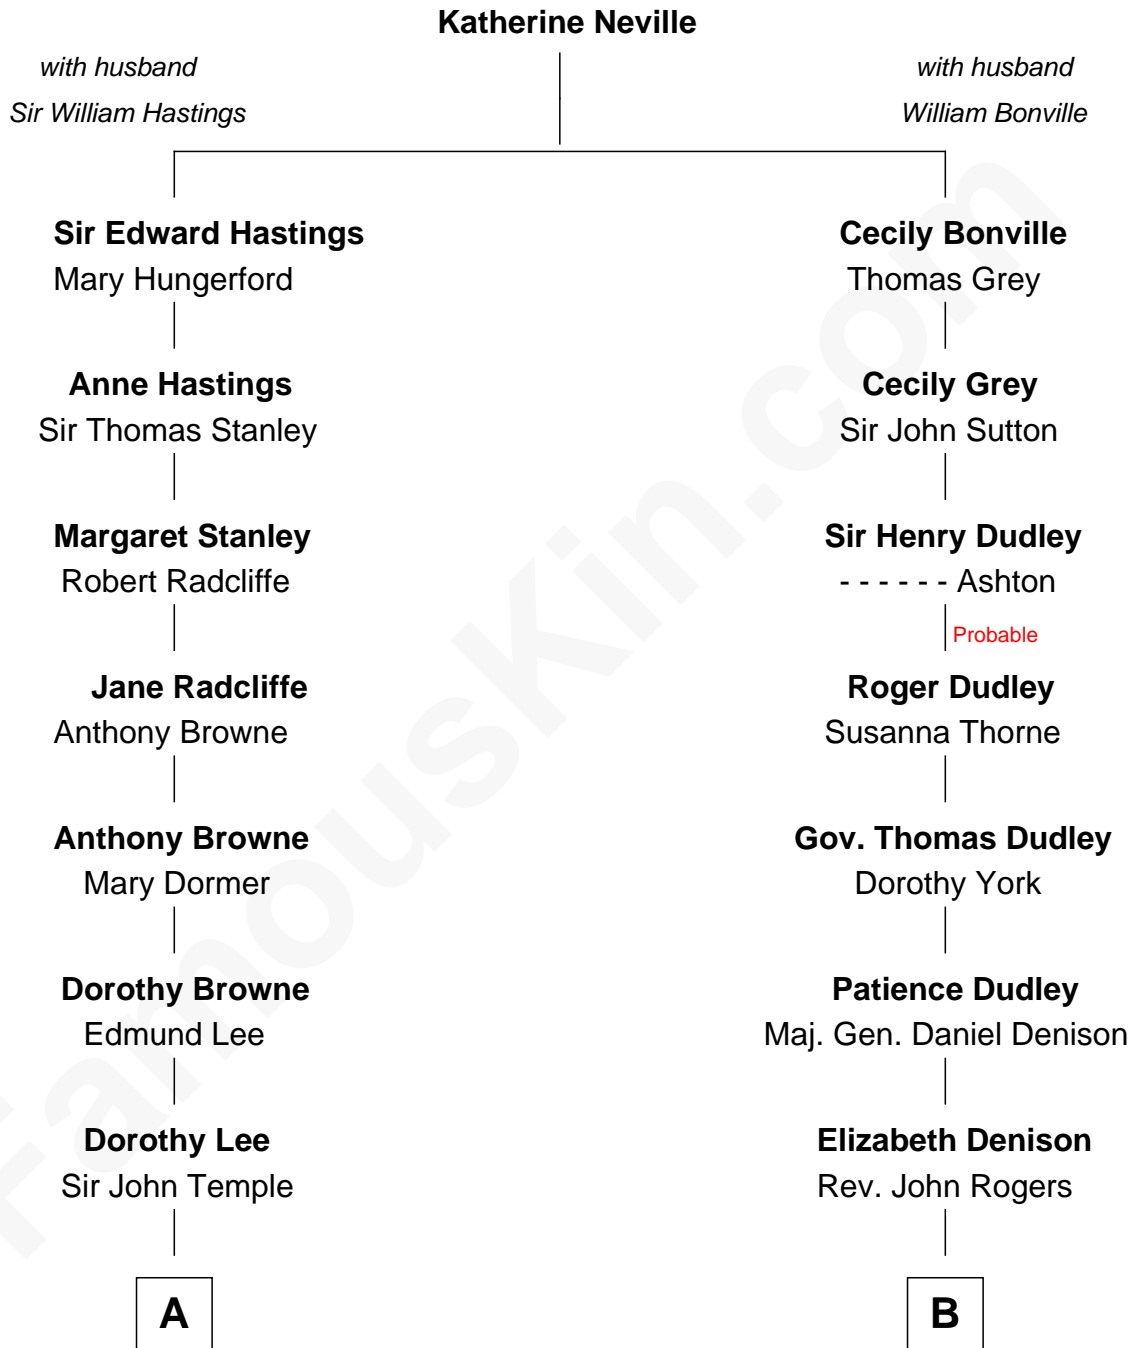 Katherine Neville
with husband
Sir William Hastings
with husband
William Bonville
Sir Edward Hastings
Mary Hungerford
Cecily Bonville
Thomas Grey
Anne Hastings
Sir Thomas Stanley
Cecily Grey
Sir John Sutton
Margaret Stanley
Robert Radcliffe
Sir Henry Dudley
- - - - - - Ashton
Probable
Jane Radcliffe
Anthony Browne
Roger Dudley
Susanna Thorne
Anthony Browne
Mary Dormer
Gov. Thomas Dudley
Dorothy York
Dorothy Browne
Edmund Lee
Patience Dudley
Maj. Gen. Daniel Denison
Dorothy Lee
Sir John Temple
Elizabeth Denison
Rev. John Rogers
A
B
FamousKin.com